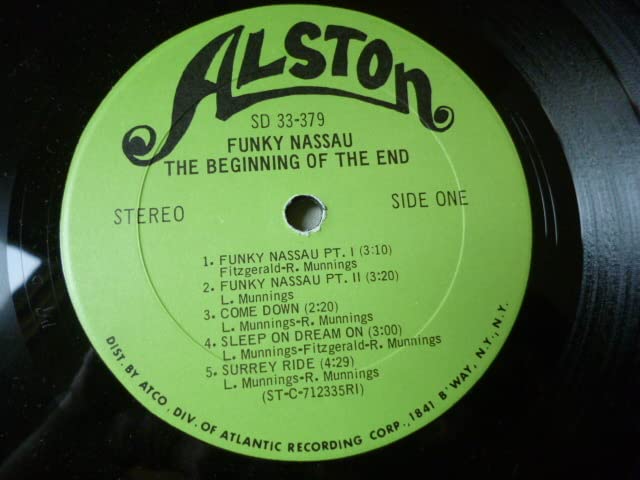 ALSTON
SD 33-379
FUNKY NASSAU
THE BEGINNING OF THE END
STEREO
SIDE ONE
1. FUNKY NASSAU PT. I (3:10)
Fitzgerald-R. Munnings
2. FUNKY NASSAU PT. II (3:20)
L. Munnings
3. COME DOWN (2:20)
L. Munnings-R. Munnings
4. SLEEP ON DREAM ON (3:00)
L. Munnings-Fitzgerald-R. Munnings
5. SURREY RIDE (4:29)
L. Munnings-R. Munnings
(ST-C-712335RI)
DIST. BY ATCO, DIV. OF ATLANTIC RECORDING CORP., 1841 B'WAY, N.Y., N.Y.